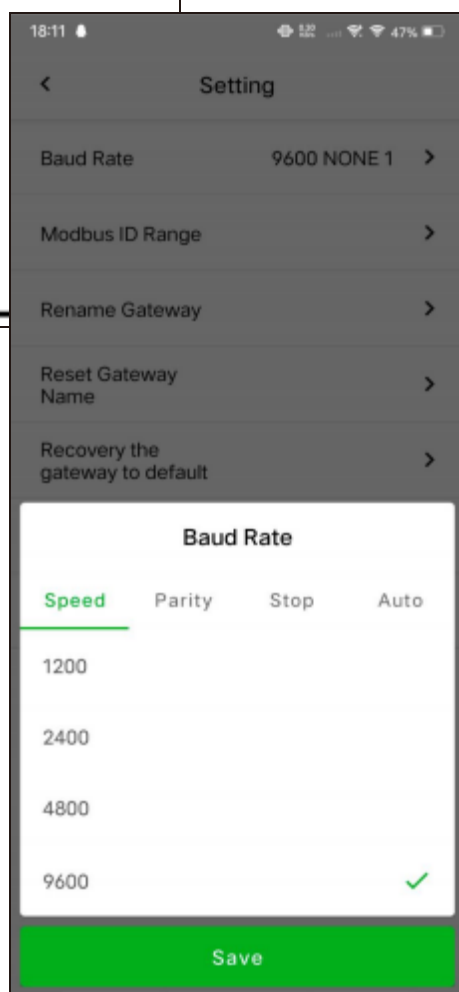 18:11 47%
Setting
Baud Rate 9600 NONE 1
Modbus ID Range
Rename Gateway
Reset Gateway
Name
Recovery the
gateway to default
Baud Rate
Speed Parity Stop Auto
1200
2400
4800
9600
Save